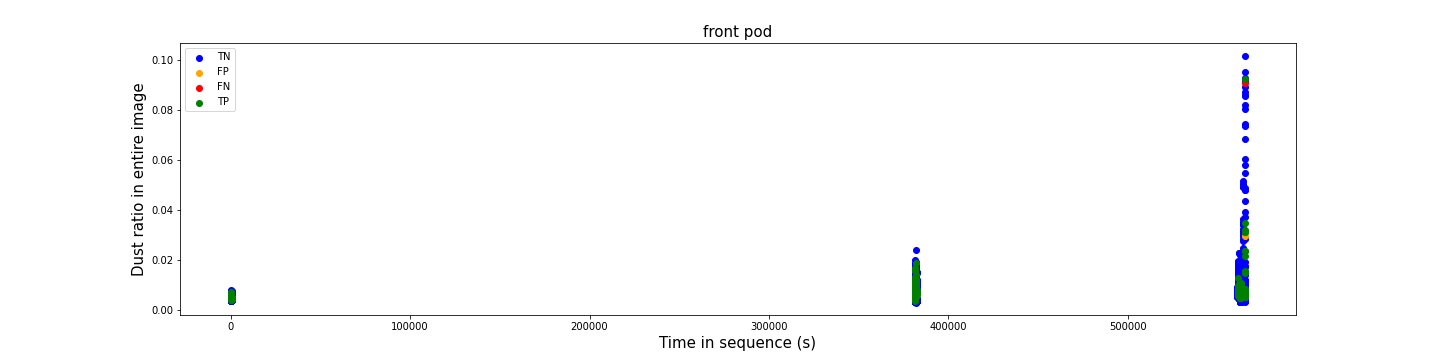 front pod
TN
FP
FN
TP
0.10
0.08
0.06
0.04
0.02
0.00
Dust ratio in entire image
0 100000 200000 300000 400000 500000
Time in sequence (s)